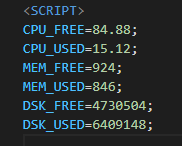 <SCRIPT>
CPU_FREE=84.88;
CPU_USED=15.12;
MEM_FREE=924;
MEM_USED=846;
DSK_FREE=4730504;
DSK_USED=6409148;